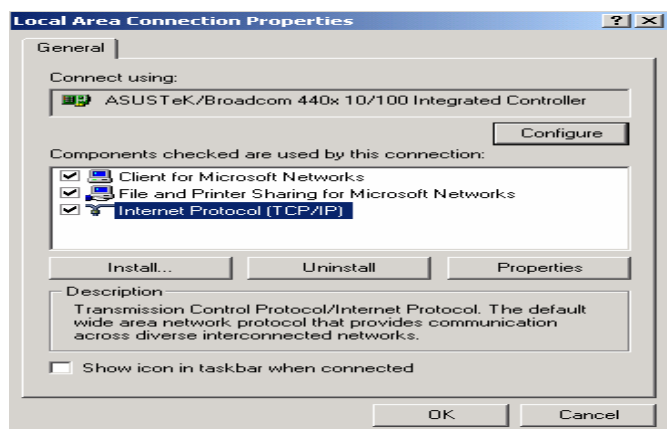 Local Area Connection Properties
General
Connect using:
ASUSTeK/Broadcom 440x 10/100 Integrated Controller
Configure
Components checked are used by this connection:
Client for Microsoft Networks
File and Printer Sharing for Microsoft Networks
Internet Protocol (TCP/IP)
Install... Uninstall Properties
Description
Transmission Control Protocol/Internet Protocol. The default
wide area network protocol that provides communication
across diverse interconnected networks.
Show icon in taskbar when connected
OK Cancel